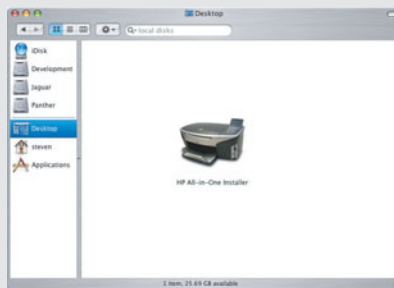 Desktop
local disks
iDisk
Development
Jaguar
Panther
Desktop
steven
Applications
HP All-in-One Installer
1 item, 25.69 GB available